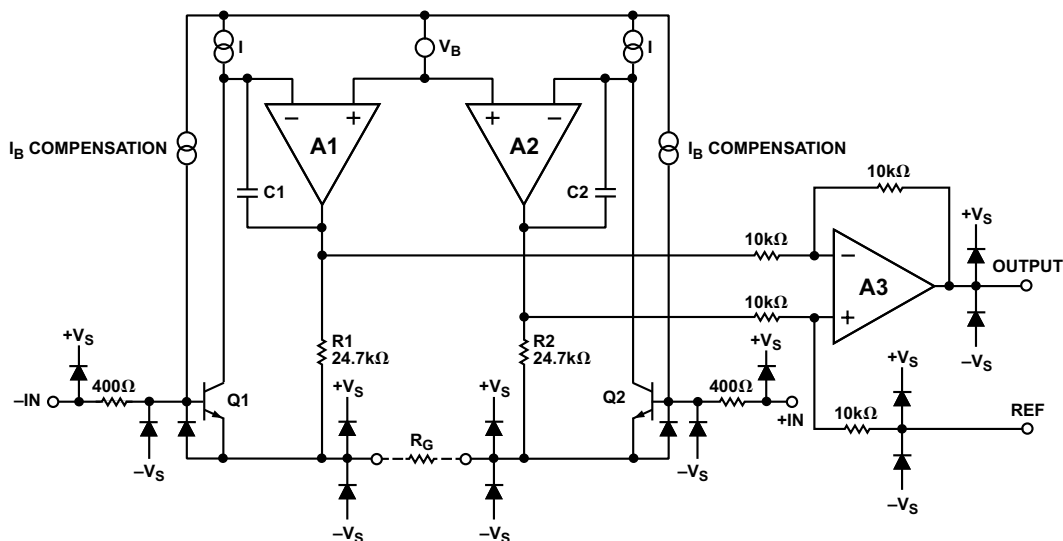 I
V_B
I
I_B COMPENSATION
− +
A1
C1
+ −
A2
C2
I_B COMPENSATION
10kΩ
10kΩ
10kΩ
−
+
A3
+V_S
OUTPUT
−V_S
R1
24.7kΩ
R2
24.7kΩ
+V_S
400Ω
−IN
Q1
−V_S
+V_S
R_G
+V_S
−V_S
−V_S
Q2
400Ω
+V_S
+IN
−V_S
10kΩ
+V_S
REF
−V_S